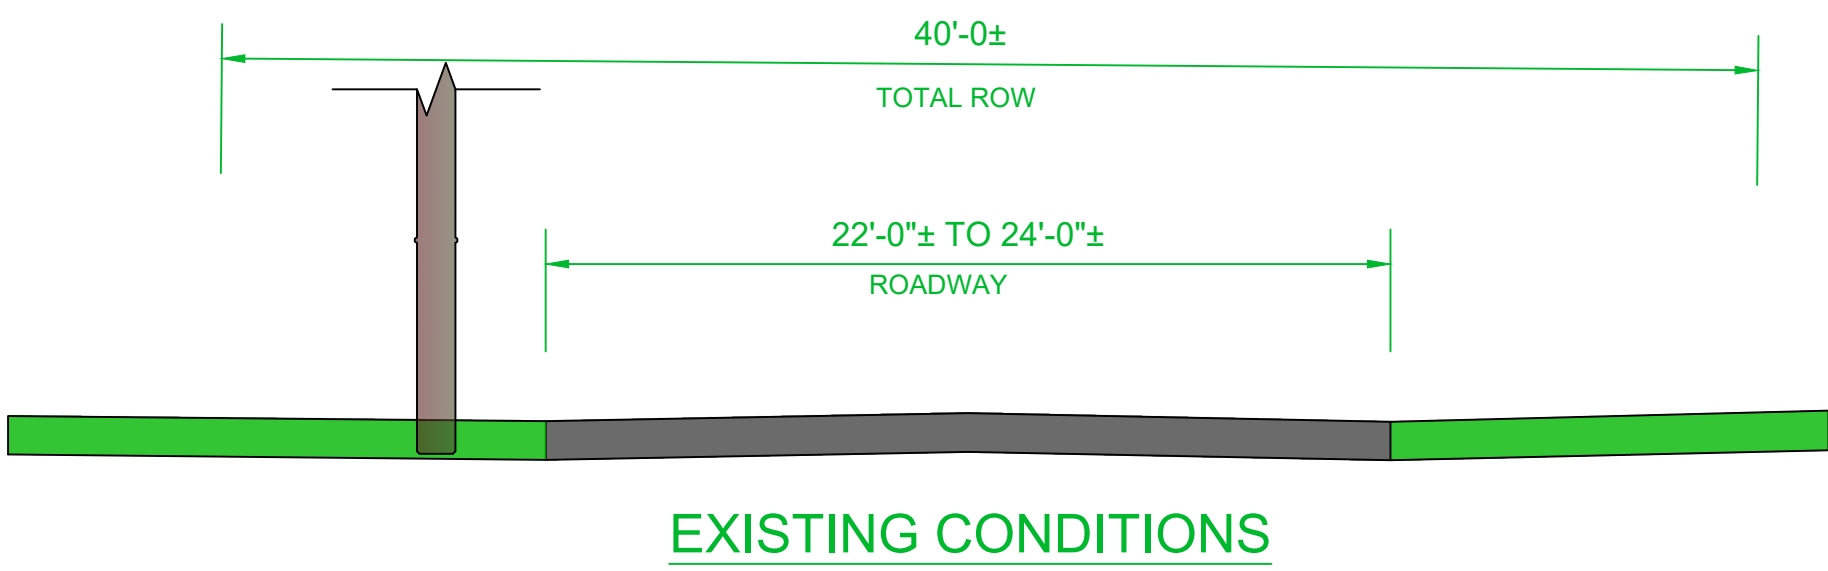 40'-0±
TOTAL ROW
22'-0"± TO 24'-0"±
ROADWAY
EXISTING CONDITIONS